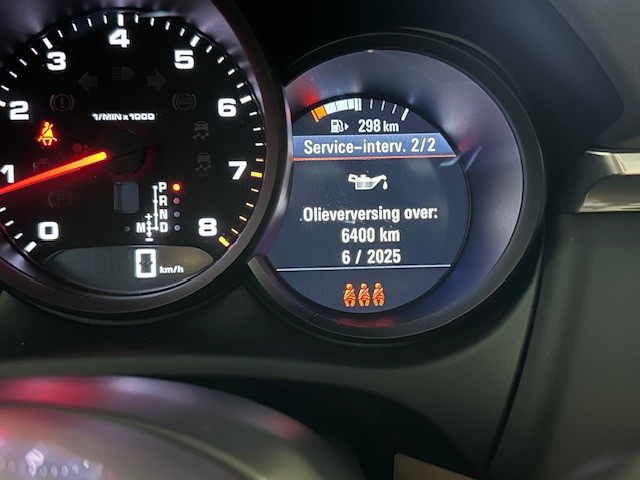 0
1
2
3
4
5
6
7
8
1/MIN x 1000
P
R
N
M D
+
-
0 km/h
298 km
Service-interv. 2/2
Olieverversing over:
6400 km
6 / 2025